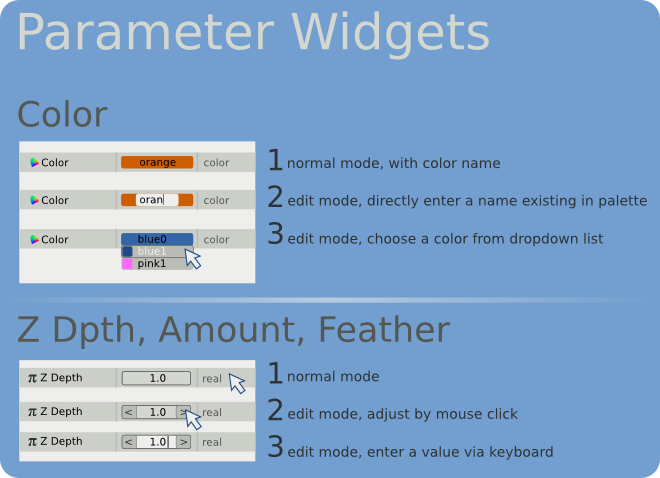 Parameter Widgets
Color
Color orange color
1 normal mode, with color name
Color oran color
2 edit mode, directly enter a name existing in palette
Color blue0 color
3 edit mode, choose a color from dropdown list
blue1
pink1
Z Dpth, Amount, Feather
π Z Depth 1.0 real
1 normal mode
π Z Depth < 1.0 > real
2 edit mode, adjust by mouse click
π Z Depth < 1.0 > real
3 edit mode, enter a value via keyboard